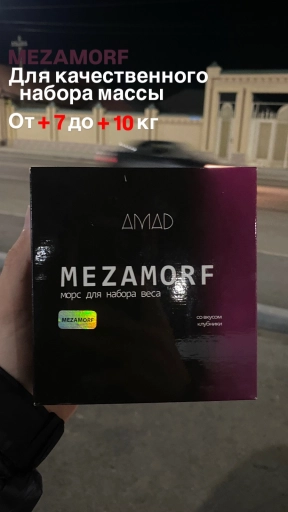 MEZAMORF
Для качественного
набора массы
От + 7 до + 10 кг
AMAD
MEZAMORF
морс для набора веса
MEZAMORF
со вкусом
клубники